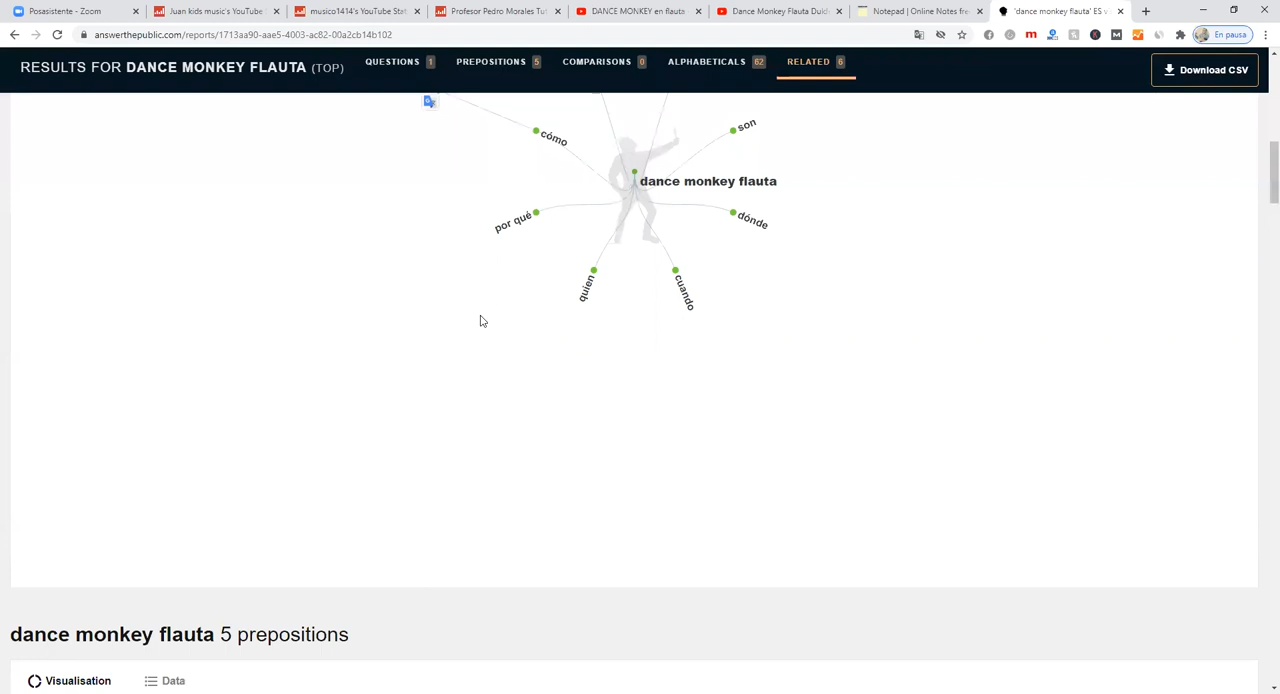 Posasistente - Zoom
Juan kids music's YouTube
musico1414's YouTube Stat
Profesor Pedro Morales Tut
DANCE MONKEY en flauta
Dance Monkey Flauta Dulc
Notepad | Online Notes fre
'dance monkey flauta' ES v
answerthepublic.com/reports/1713aa90-aae5-4003-ac82-00a2cb14b102
En pausa
RESULTS FOR DANCE MONKEY FLAUTA (TOP)
QUESTIONS 1
PREPOSITIONS 5
COMPARISONS 0
ALPHABETICALS 62
RELATED 6
Download CSV
cómo
son
dance monkey flauta
por qué
dónde
quien
cuando
dance monkey flauta 5 prepositions
Visualisation
Data